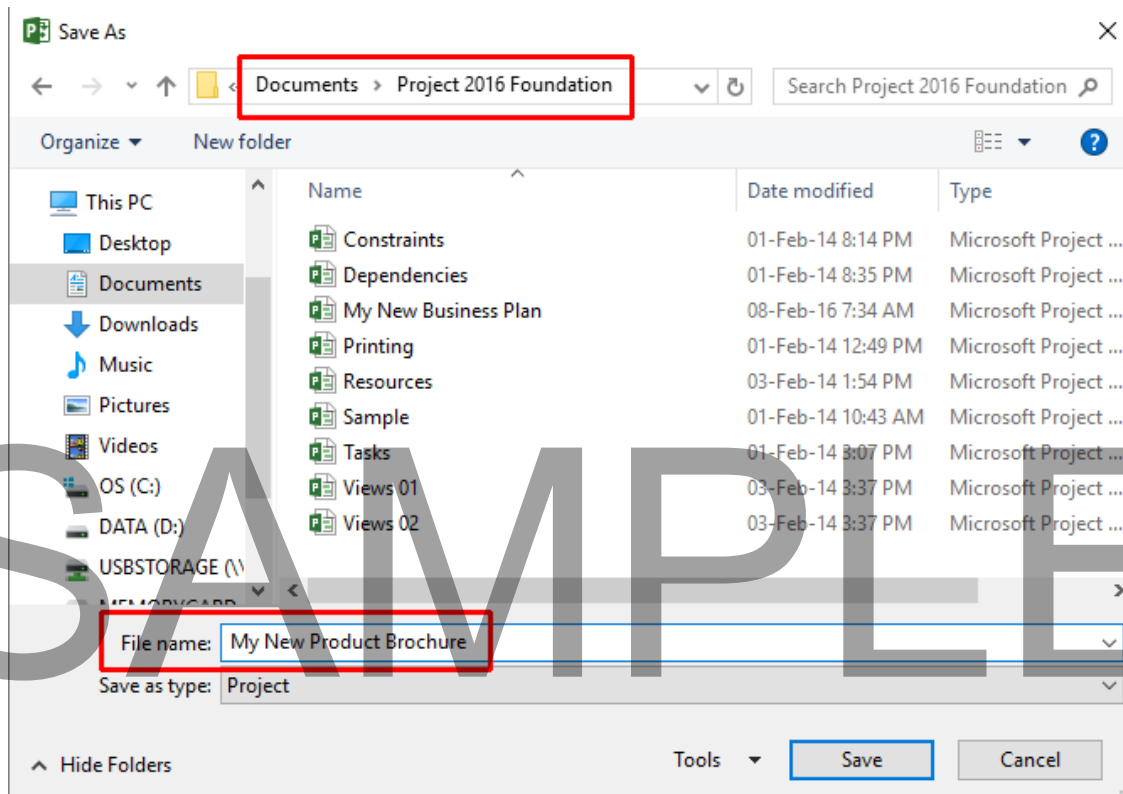 Save As
« Documents > Project 2016 Foundation
Search Project 2016 Foundation
Organize
New folder
This PC
Desktop
Documents
Downloads
Music
Pictures
Videos
OS (C:)
DATA (D:)
USBSTORAGE (\\
MEMORYCARD
Name Date modified Type
Constraints 01-Feb-14 8:14 PM Microsoft Project ...
Dependencies 01-Feb-14 8:35 PM Microsoft Project ...
My New Business Plan 08-Feb-16 7:34 AM Microsoft Project ...
Printing 01-Feb-14 12:49 PM Microsoft Project ...
Resources 03-Feb-14 1:54 PM Microsoft Project ...
Sample 01-Feb-14 10:43 AM Microsoft Project ...
Tasks 01-Feb-14 3:07 PM Microsoft Project ...
Views 01 03-Feb-14 3:37 PM Microsoft Project ...
Views 02 03-Feb-14 3:37 PM Microsoft Project ...
SAMPLE
File name: My New Product Brochure
Save as type: Project
Hide Folders
Tools
Save
Cancel